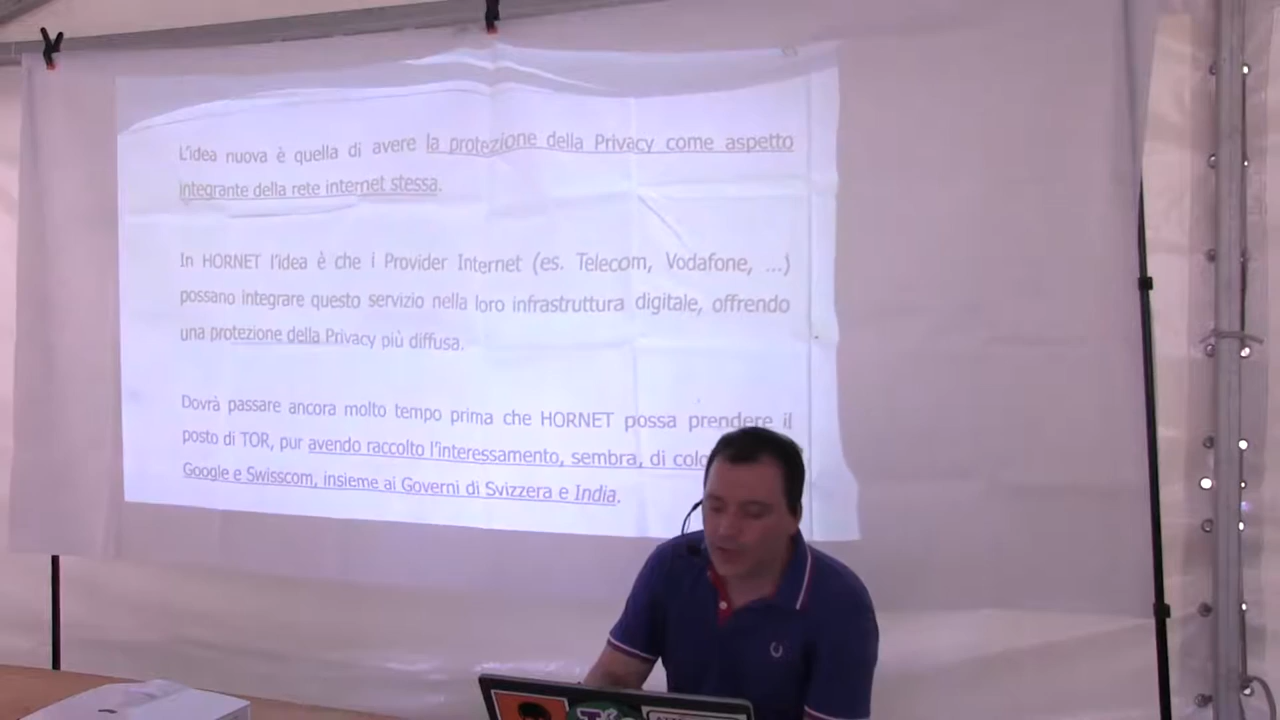 L'idea nuova è quella di avere la protezione della Privacy come aspetto
integrante della rete internet stessa.
In HORNET l'idea è che i Provider Internet (es. Telecom, Vodafone, ...)
possano integrare questo servizio nella loro infrastruttura digitale, offrendo
una protezione della Privacy più diffusa.
Dovrà passare ancora molto tempo prima che HORNET possa prendere il
posto di TOR, pur avendo raccolto l'interessamento, sembra, di
Google e Swisscom, insieme ai Governi di Svizzera e India.